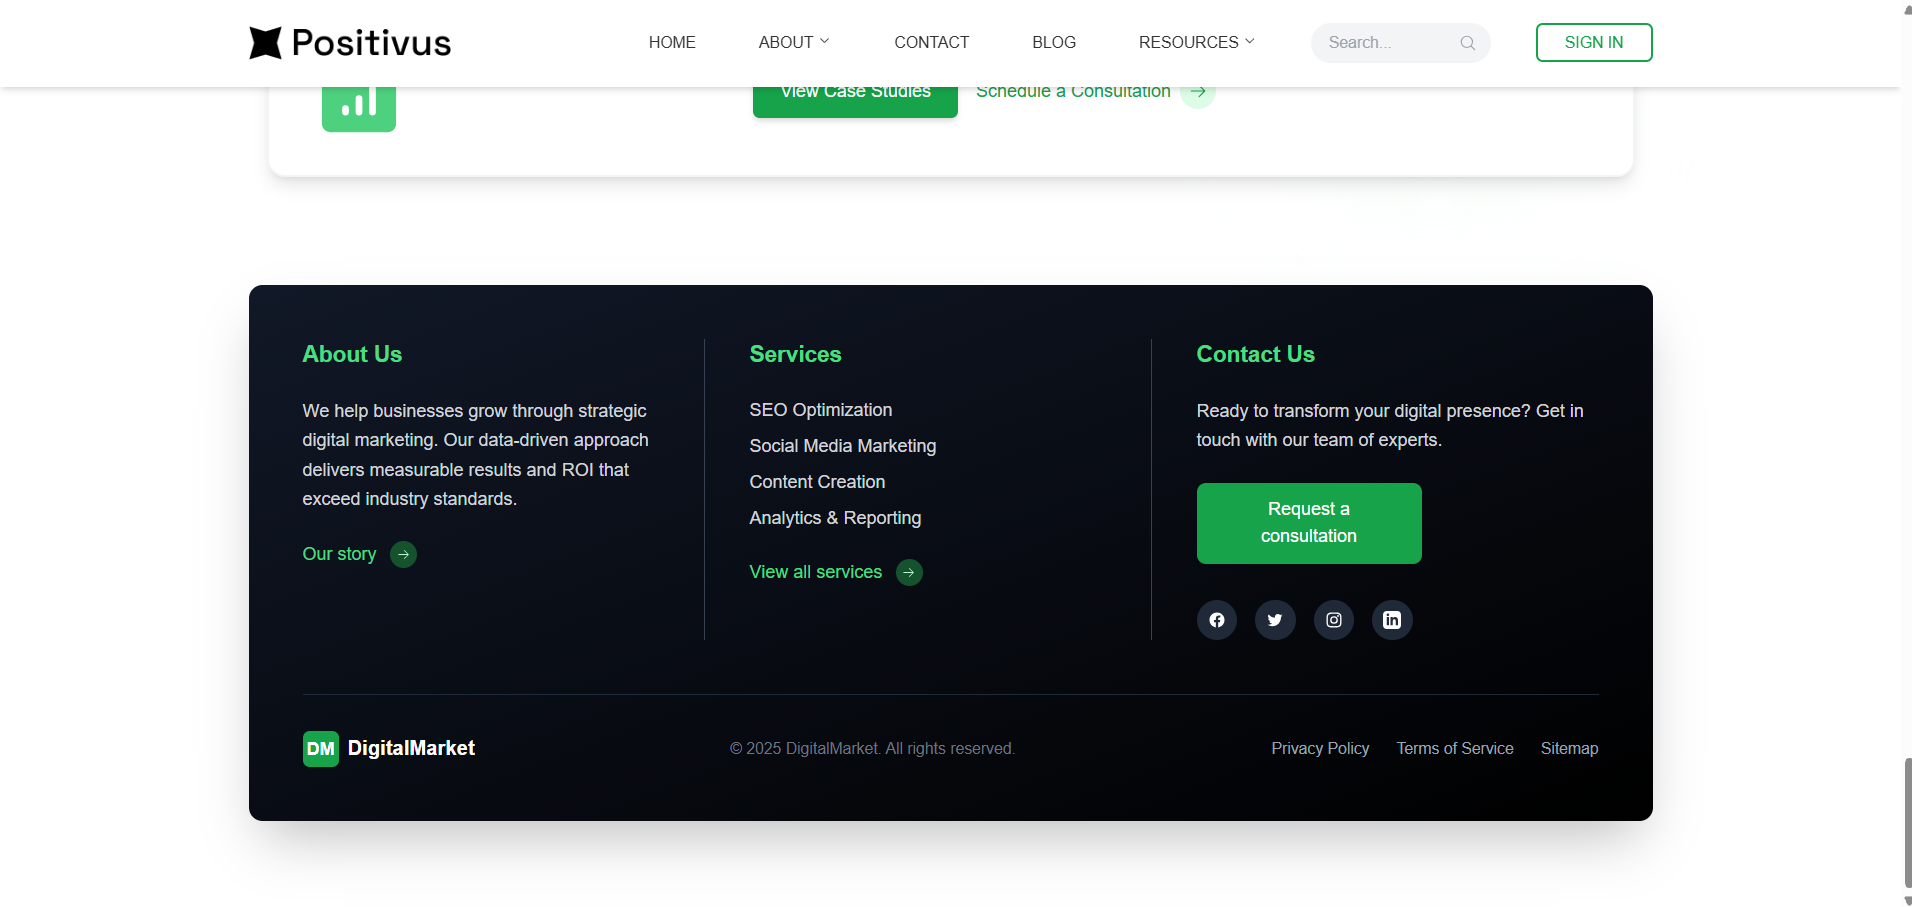 Positivus
HOME
ABOUT
CONTACT
BLOG
RESOURCES
Search...
SIGN IN
View Case Studies
Schedule a Consultation
About Us
We help businesses grow through strategic
digital marketing. Our data-driven approach
delivers measurable results and ROI that
exceed industry standards.
Our story
Services
SEO Optimization
Social Media Marketing
Content Creation
Analytics & Reporting
View all services
Contact Us
Ready to transform your digital presence? Get in
touch with our team of experts.
Request a
consultation
DM DigitalMarket
© 2025 DigitalMarket. All rights reserved.
Privacy Policy
Terms of Service
Sitemap